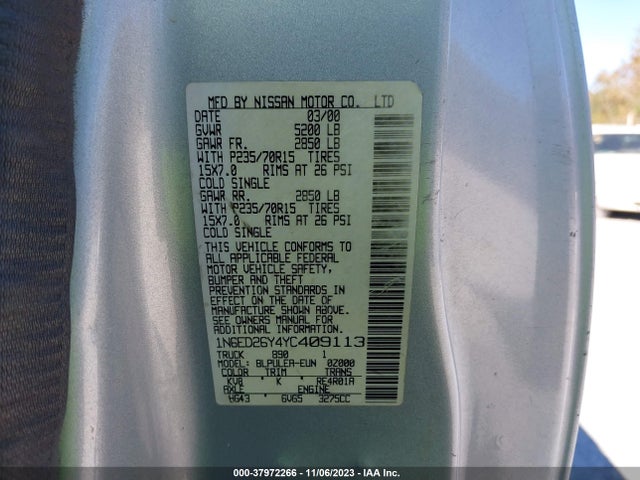 MFD BY NISSAN MOTOR CO. LTD
DATE 03/00
GVWR 5200 LB
GAWR FR. 2850 LB
WITH P235/70R15 TIRES
15X7.0 RIMS AT 26 PSI
COLD SINGLE
GAWR RR. 2850 LB
WITH P235/70R15 TIRES
15X7.0 RIMS AT 26 PSI
COLD SINGLE
THIS VEHICLE CONFORMS TO
ALL APPLICABLE FEDERAL
MOTOR VEHICLE SAFETY,
BUMPER AND THEFT
PREVENTION STANDARDS IN
EFFECT ON THE DATE OF
MANUFACTURE SHOWN ABOVE.
SEE OWNERS MANUAL FOR
ADDITIONAL INFORMATION
1N6ED26Y4YC409113
TRUCK 890 1
MODEL: BLPULEA-EUN 0Z000
COLOR TRIM TRANS
KV8 K RE4R01A
AXLE ENGINE
HG43 GVG5 3275CC
000-37972266 - 11/06/2023 - IAA Inc.